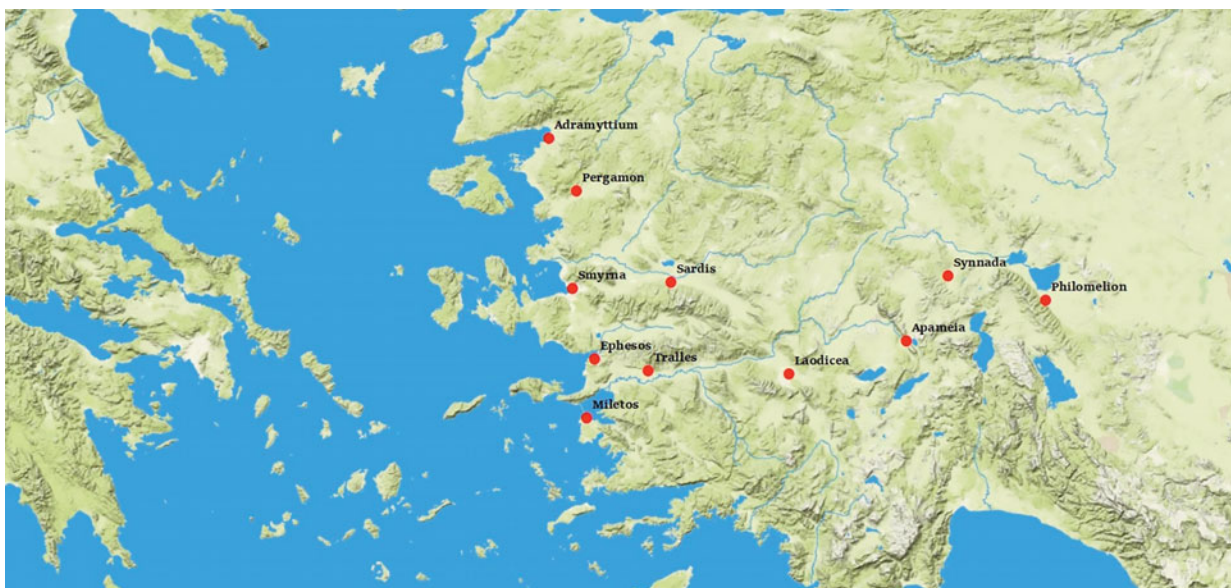 Adramyttium
Pergamon
Synnada
Sardis
Smyrna
Philomelion
Apameia
Ephesos
Tralles
Laodicea
Miletos